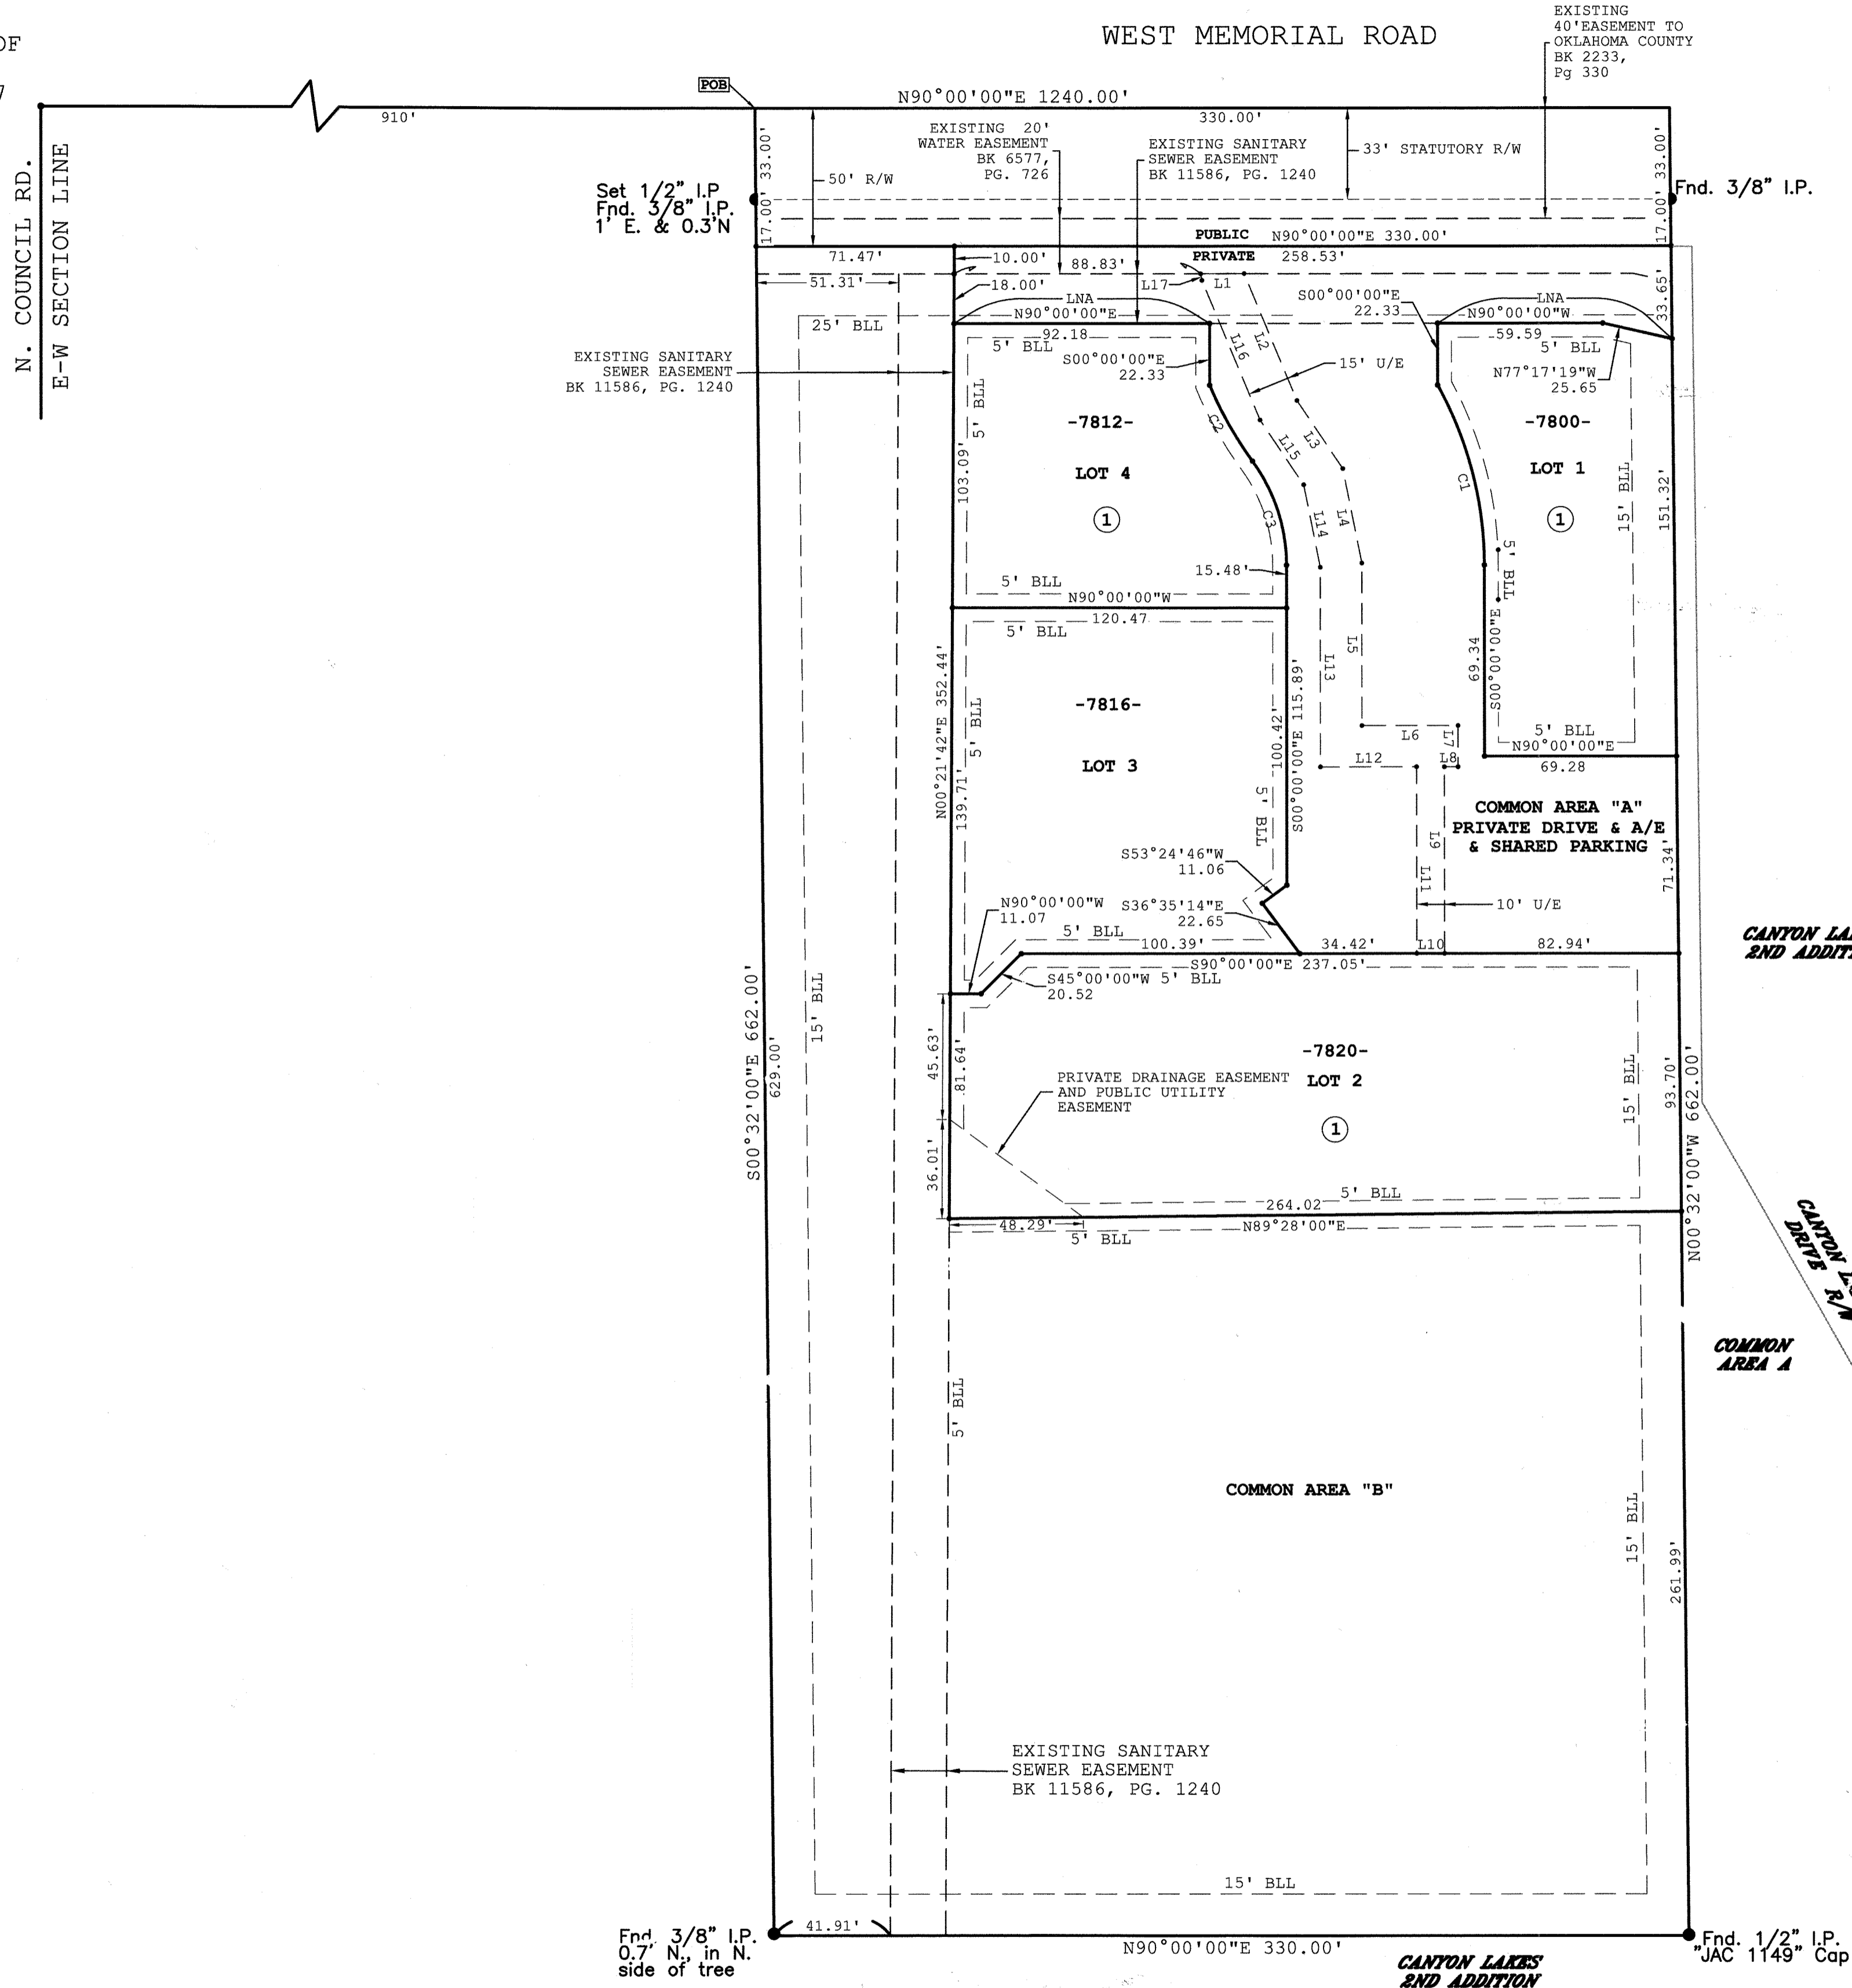 OF
7
WEST MEMORIAL ROAD
EXISTING
40'EASEMENT TO
OKLAHOMA COUNTY
BK 2233,
Pg 330
POB
N90°00'00"E 1240.00'
910'
330.00'
N. COUNCIL RD.
E-W SECTION LINE
33.00'
17.00'
50' R/W
EXISTING 20'
WATER EASEMENT
BK 6577,
PG. 726
EXISTING SANITARY
SEWER EASEMENT
BK 11586, PG. 1240
33' STATUTORY R/W
33.00'
17.00'
Set 1/2" I.P
Fnd. 3/8" I.P.
1' E. & 0.3'N
Fnd. 3/8" I.P.
PUBLIC
N90°00'00"E 330.00'
PRIVATE
71.47'
10.00'
88.83'
258.53'
51.31'
18.00'
L17
L1
S00°00'00"E
22.33
33.65'
LNA
N90°00'00"E
92.18
LNA
N90°00'00"W
59.59
25' BLL
5' BLL
5' BLL
EXISTING SANITARY
SEWER EASEMENT
BK 11586, PG. 1240
S00°00'00"E
22.33
L16
L2
15' U/E
N77°17'19"W
25.65
5' BLL
-7812-
LOT 4
1
C2
L15
L3
C1
-7800-
LOT 1
1
15' BLL
151.32'
103.09'
C3
L14
L4
5' BLL
15.48'
5' BLL
N90°00'00"W
120.47
5' BLL
69.34
S00°00'00"E
N00°21'42"E 352.44'
L13
L5
5' BLL
-7816-
LOT 3
100.42'
S00°00'00"E 115.89'
L6
L7
5' BLL
N90°00'00"E
69.28
L12
L8
139.71'
5' BLL
COMMON AREA "A"
PRIVATE DRIVE & A/E
& SHARED PARKING
L9
L11
71.34'
S53°24'46"W
11.06
N90°00'00"W
11.07
S36°35'14"E
22.65
10' U/E
5' BLL
100.39'
34.42'
L10
82.94'
S90°00'00"E 237.05'
S45°00'00"W
20.52
5' BLL
15' BLL
S00°32'00"E 662.00'
629.00'
45.63'
81.64'
-7820-
LOT 2
1
PRIVATE DRAINAGE EASEMENT
AND PUBLIC UTILITY
EASEMENT
15' BLL
93.70'
N00°32'00"W 662.00'
36.01'
5' BLL
264.02
48.29'
N89°28'00"E
5' BLL
2ND
CANYON
DRIVE R/W
COMMON
AREA A
5' BLL
COMMON AREA "B"
15' BLL
261.99'
EXISTING SANITARY
SEWER EASEMENT
BK 11586, PG. 1240
15' BLL
41.91'
Fnd. 3/8" I.P.
0.7' N., in N.
side of tree
N90°00'00"E 330.00'
Fnd. 1/2" I.P.
"JAC 1149" Cap
CANYON LAKES
2ND ADDITION